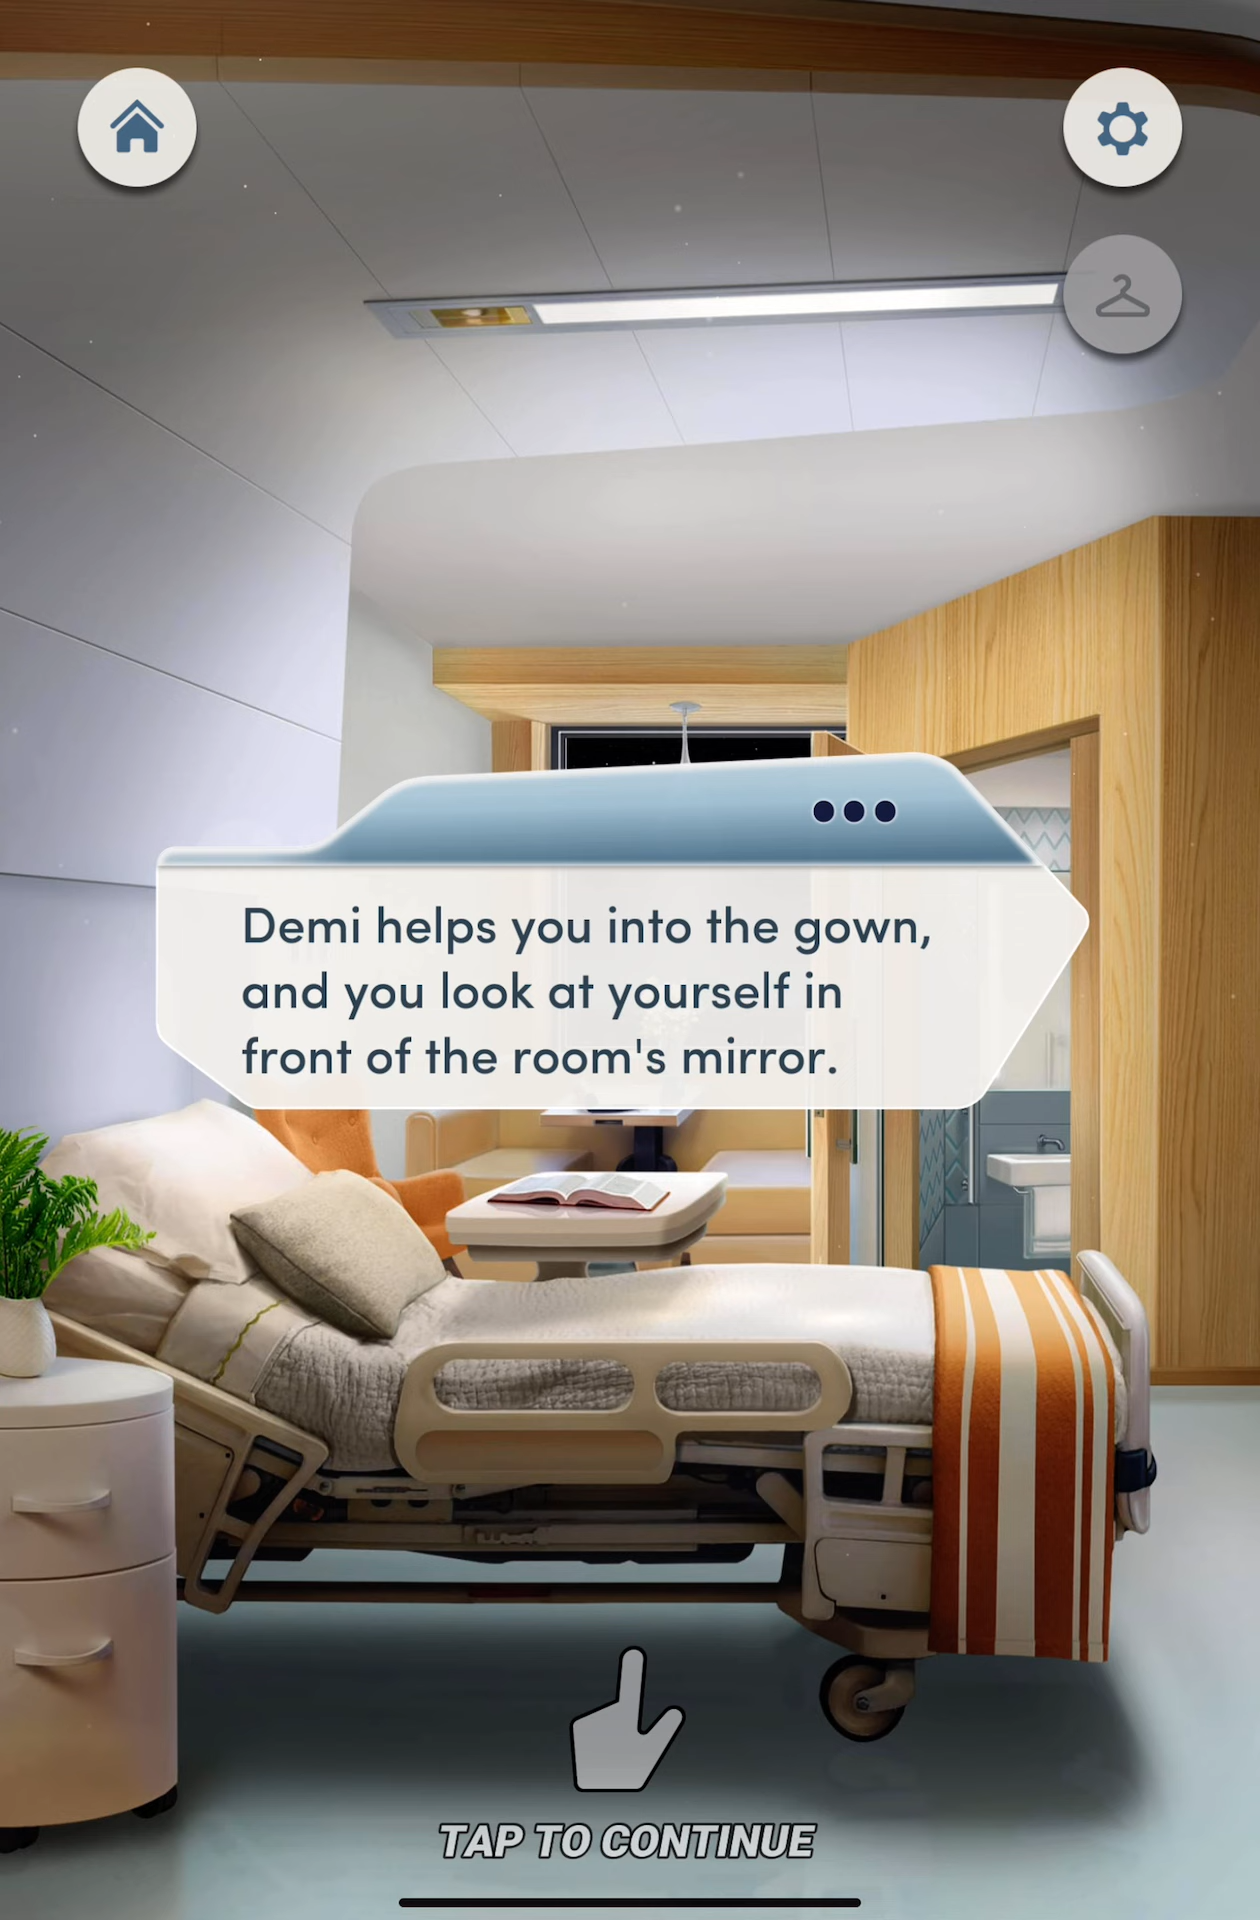 Demi helps you into the gown,
and you look at yourself in
front of the room's mirror.
TAP TO CONTINUE